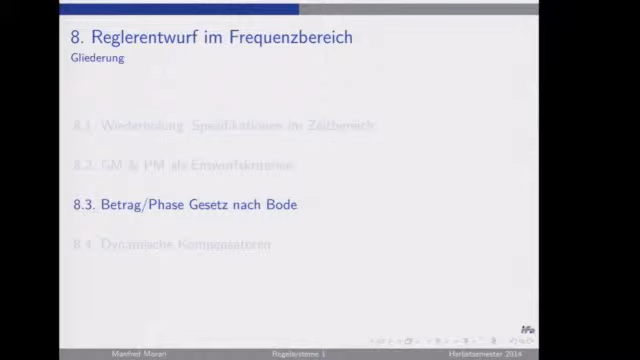 8. Reglerentwurf im Frequenzbereich
Gliederung
8.1. Wiederholung: Spezifikationen im Zeitbereich
8.2. GM & PM als Entwurfskriterien
8.3. Betrag/Phase Gesetz nach Bode
8.4. Dynamische Kompensatoren
Manfred Morari Regelsysteme 1 Herbstsemester 2014